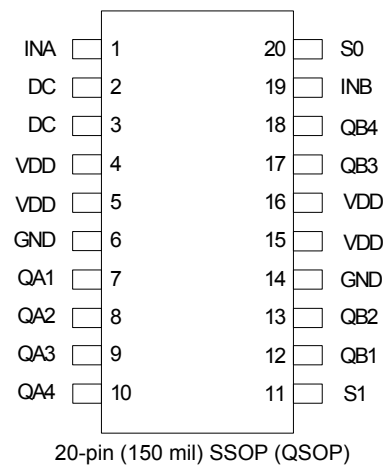 INA 1 20 S0
DC 2 19 INB
DC 3 18 QB4
VDD 4 17 QB3
VDD 5 16 VDD
GND 6 15 VDD
QA1 7 14 GND
QA2 8 13 QB2
QA3 9 12 QB1
QA4 10 11 S1
20-pin (150 mil) SSOP (QSOP)